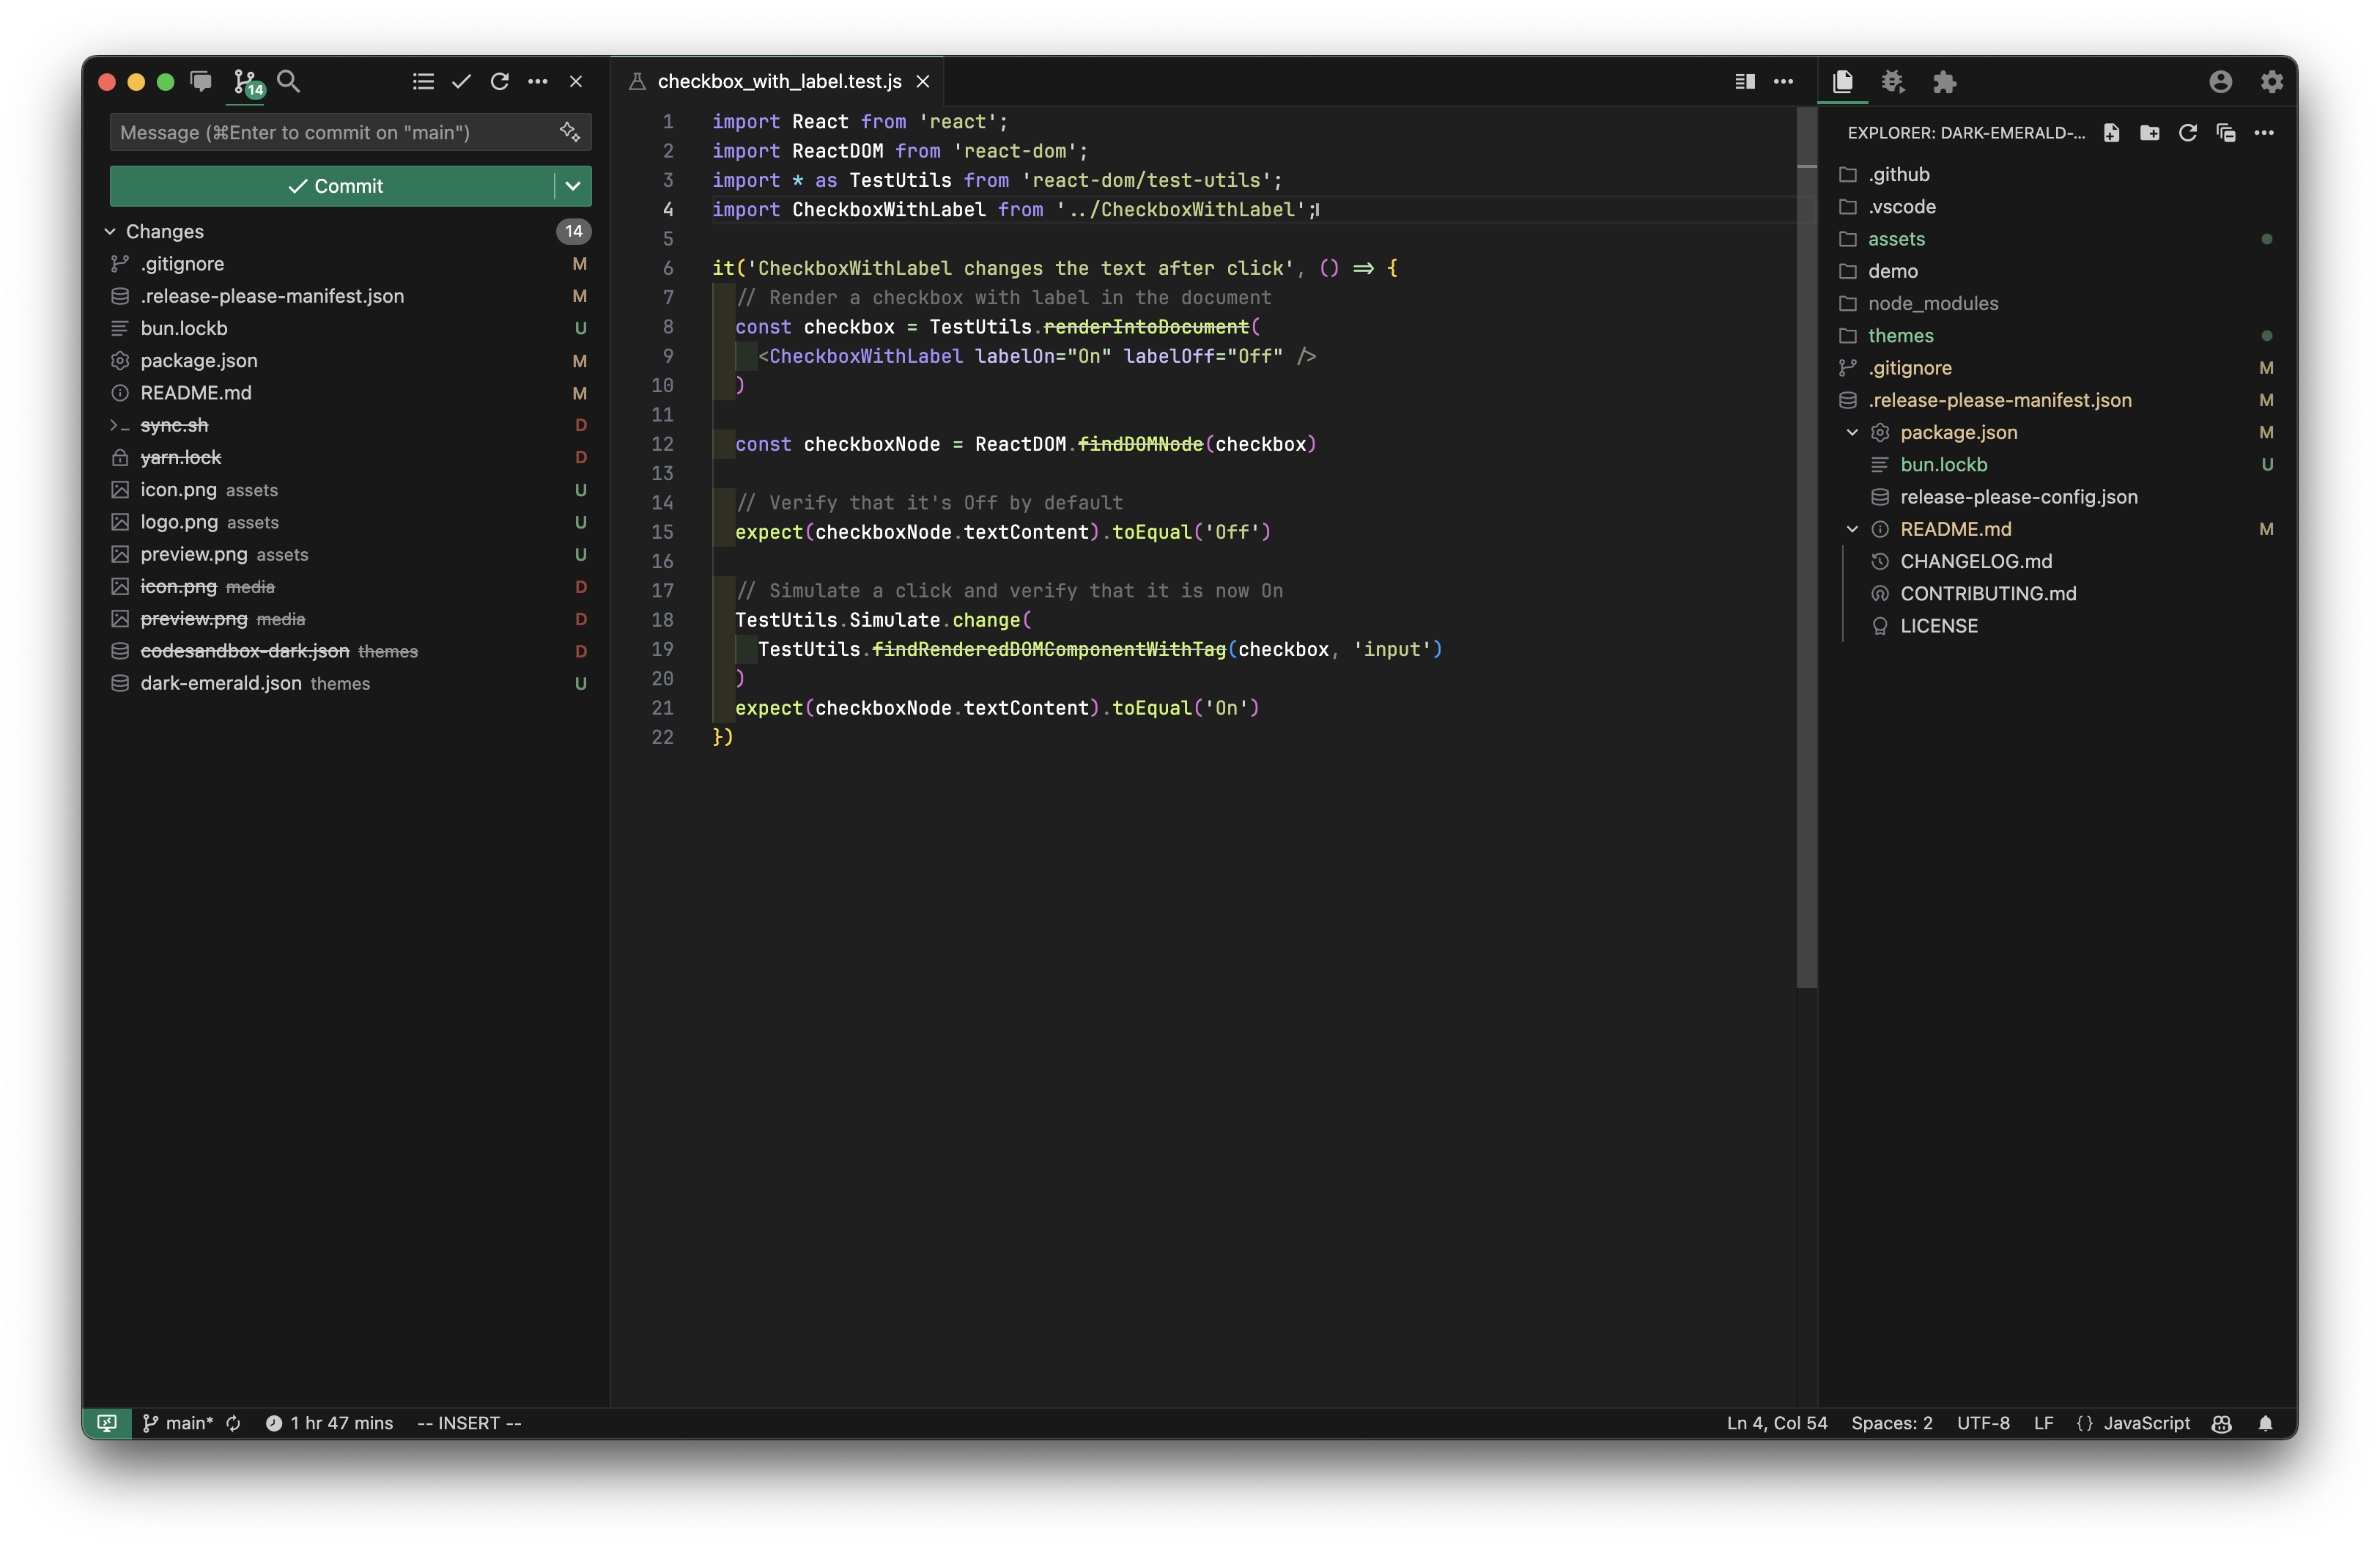 14
Message (⌘Enter to commit on "main")
Commit
Changes 14
.gitignore M
.release-please-manifest.json M
bun.lockb U
package.json M
README.md M
sync.sh D
yarn.lock D
icon.png assets U
logo.png assets U
preview.png assets U
icon.png media D
preview.png media D
codesandbox-dark.json themes D
dark-emerald.json themes U
checkbox_with_label.test.js
1 import React from 'react';
2 import ReactDOM from 'react-dom';
3 import * as TestUtils from 'react-dom/test-utils';
4 import CheckboxWithLabel from '../CheckboxWithLabel';
5
6 it('CheckboxWithLabel changes the text after click', () => {
7 // Render a checkbox with label in the document
8 const checkbox = TestUtils.renderIntoDocument(
9 <CheckboxWithLabel labelOn="On" labelOff="Off" />
10 )
11
12 const checkboxNode = ReactDOM.findDOMNode(checkbox)
13
14 // Verify that it's Off by default
15 expect(checkboxNode.textContent).toEqual('Off')
16
17 // Simulate a click and verify that it is now On
18 TestUtils.Simulate.change(
19 TestUtils.findRenderedDOMComponentWithTag(checkbox, 'input')
20 )
21 expect(checkboxNode.textContent).toEqual('On')
22 })
EXPLORER: DARK-EMERALD-...
.github
.vscode
assets
demo
node_modules
themes
.gitignore M
.release-please-manifest.json M
package.json M
bun.lockb U
release-please-config.json
README.md M
CHANGELOG.md
CONTRIBUTING.md
LICENSE
main* 1 hr 47 mins -- INSERT -- Ln 4, Col 54 Spaces: 2 UTF-8 LF {} JavaScript